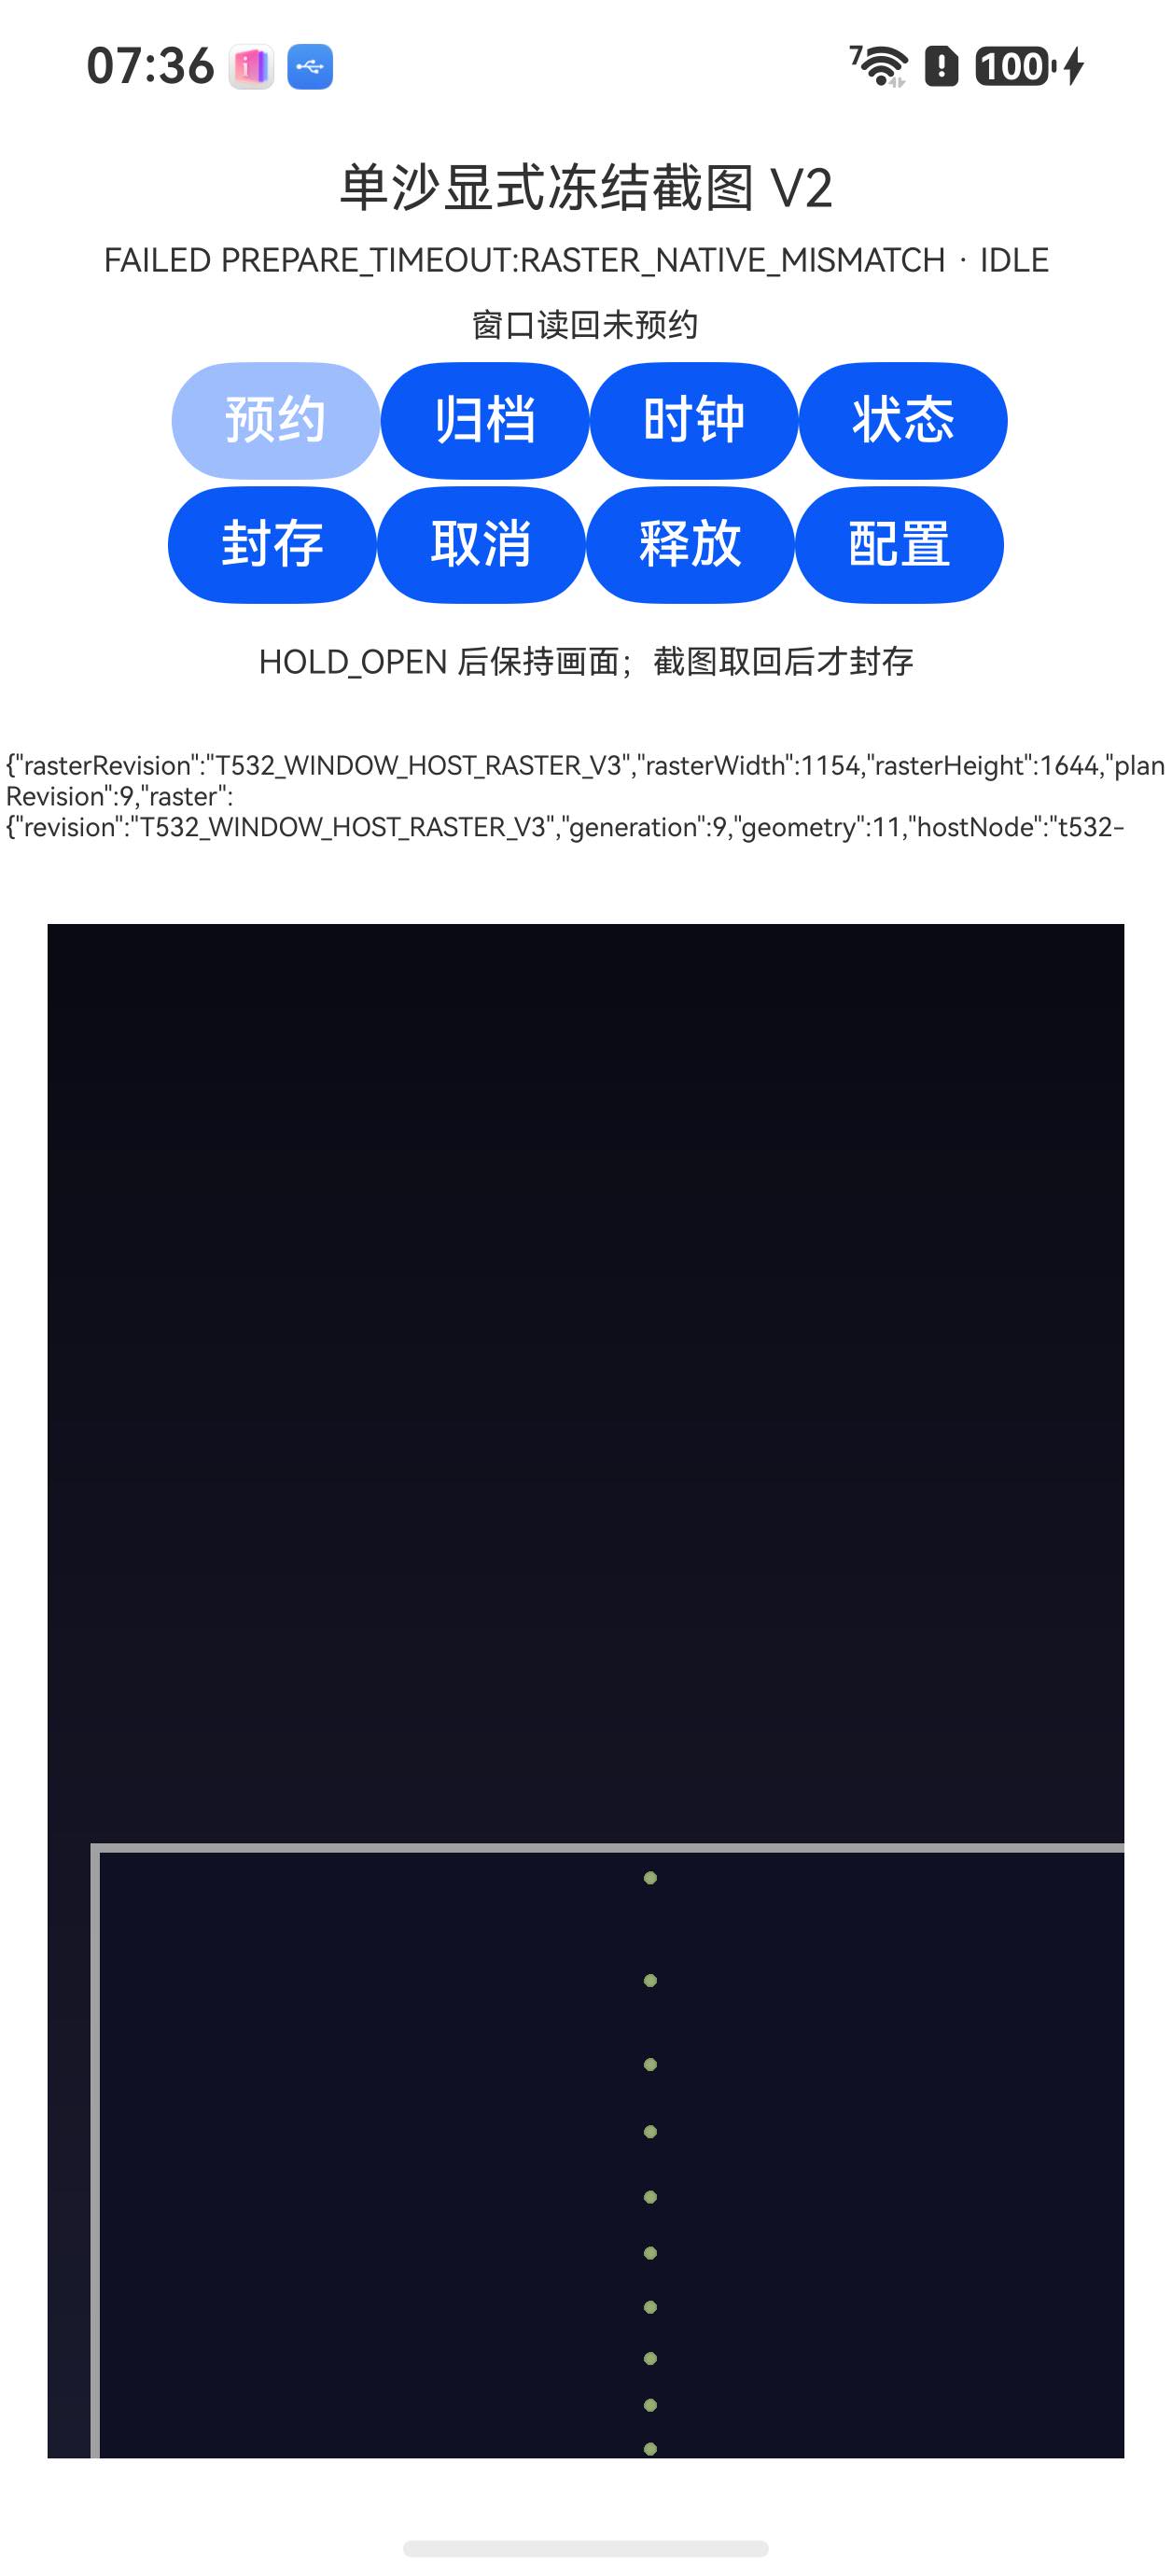 07:36
7
100
单沙显式冻结截图 V2
FAILED PREPARE_TIMEOUT:RASTER_NATIVE_MISMATCH · IDLE
窗口读回未预约
预约 归档 时钟 状态
封存 取消 释放 配置
HOLD_OPEN 后保持画面；截图取回后才封存
{"rasterRevision":"T532_WINDOW_HOST_RASTER_V3","rasterWidth":1154,"rasterHeight":1644,"plan
Revision":9,"raster":
{"revision":"T532_WINDOW_HOST_RASTER_V3","generation":9,"geometry":11,"hostNode":"t532-